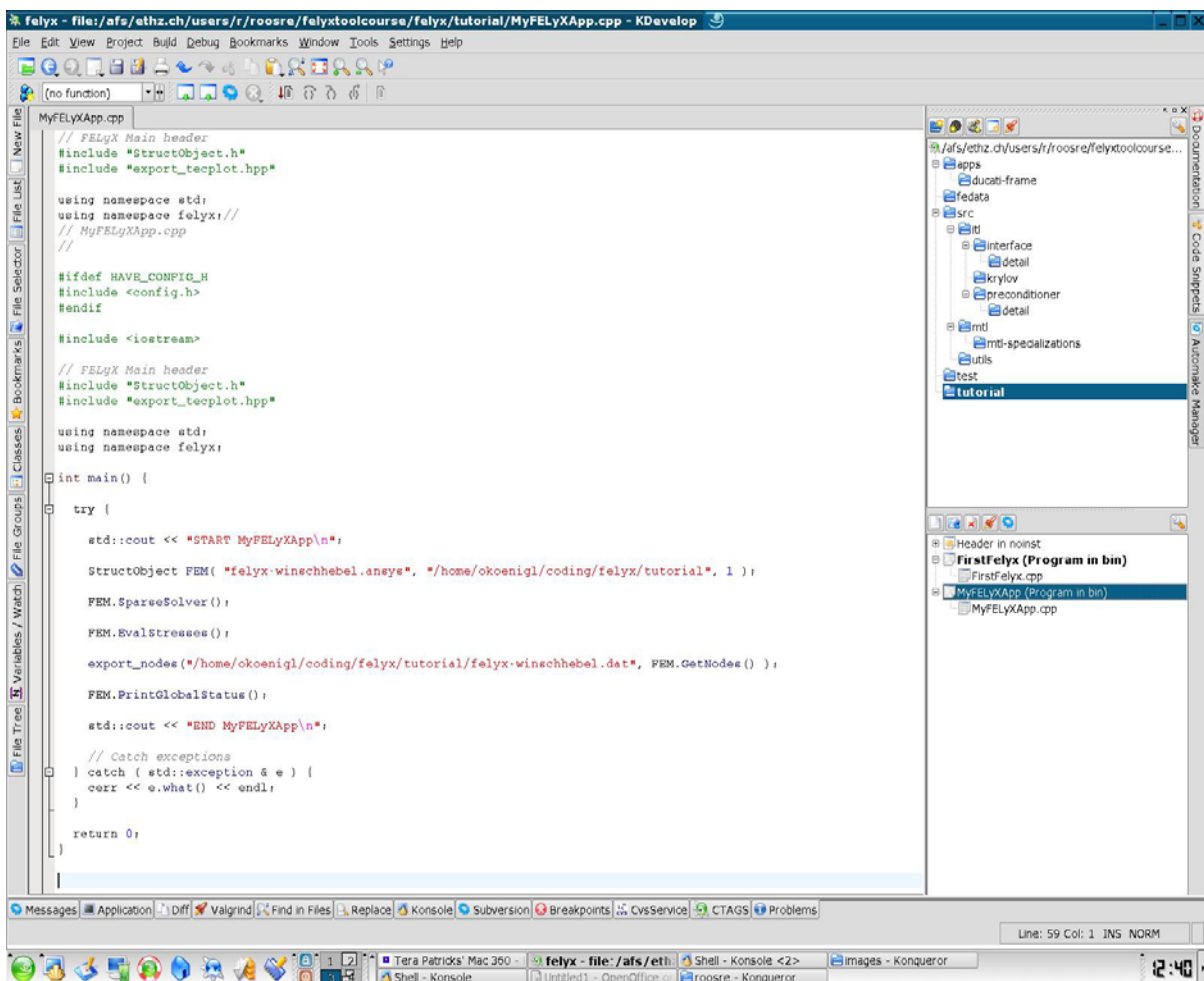 felyx - file:/afs/ethz.ch/users/r/roosre/felyxtoolcourse/felyx/tutorial/MyFELyXApp.cpp - KDevelop
File Edit View Project Build Debug Bookmarks Window Tools Settings Help
(no function)
New File
File List
File Selector
Bookmarks
Classes
File Groups
Variables / Watch
File Tree
MyFELyXApp.cpp
// FELyX Main header
#include "StructObject.h"
#include "export_tecplot.hpp"
using namespace std;
using namespace felyx;//
// MyFELyXApp.cpp
//
#ifdef HAVE_CONFIG_H
#include <config.h>
#endif
#include <iostream>
// FELyX Main header
#include "StructObject.h"
#include "export_tecplot.hpp"
using namespace std;
using namespace felyx;
int main() {
try {
std::cout << "START MyFELyXApp\n";
StructObject FEM( "felyx-winschhebel.ansys", "/home/okoenigl/coding/felyx/tutorial", 1 );
FEM.SparseSolver();
FEM.EvalStresses();
export_nodes("/home/okoenigl/coding/felyx/tutorial/felyx-winschhebel.dat", FEM.GetNodes() );
FEM.PrintGlobalStatus();
std::cout << "END MyFELyXApp\n";
// Catch exceptions
} catch ( std::exception & e ) {
cerr << e.what() << endl;
}
return 0;
}
/afs/ethz.ch/users/r/roosre/felyxtoolcourse...
apps
ducati-frame
fedata
src
itl
interface
detail
krylov
preconditioner
detail
mtl
mtl-specializations
utils
test
tutorial
Header in noinst
FirstFelyx (Program in bin)
FirstFelyx.cpp
MyFELyXApp (Program in bin)
MyFELyXApp.cpp
Documentation
Code Snippets
Automake Manager
Messages Application Diff Valgrind Find in Files Replace Konsole Subversion Breakpoints CvsService CTAGS Problems
Line: 59 Col: 1 INS NORM
1 2
Tera Patricks' Mac 360 - felyx - file:/afs/eth Shell - Konsole <2> images - Konqueror
Shell - Konsole Untitled1 - OpenOffice.or roosre - Konqueror
12:40